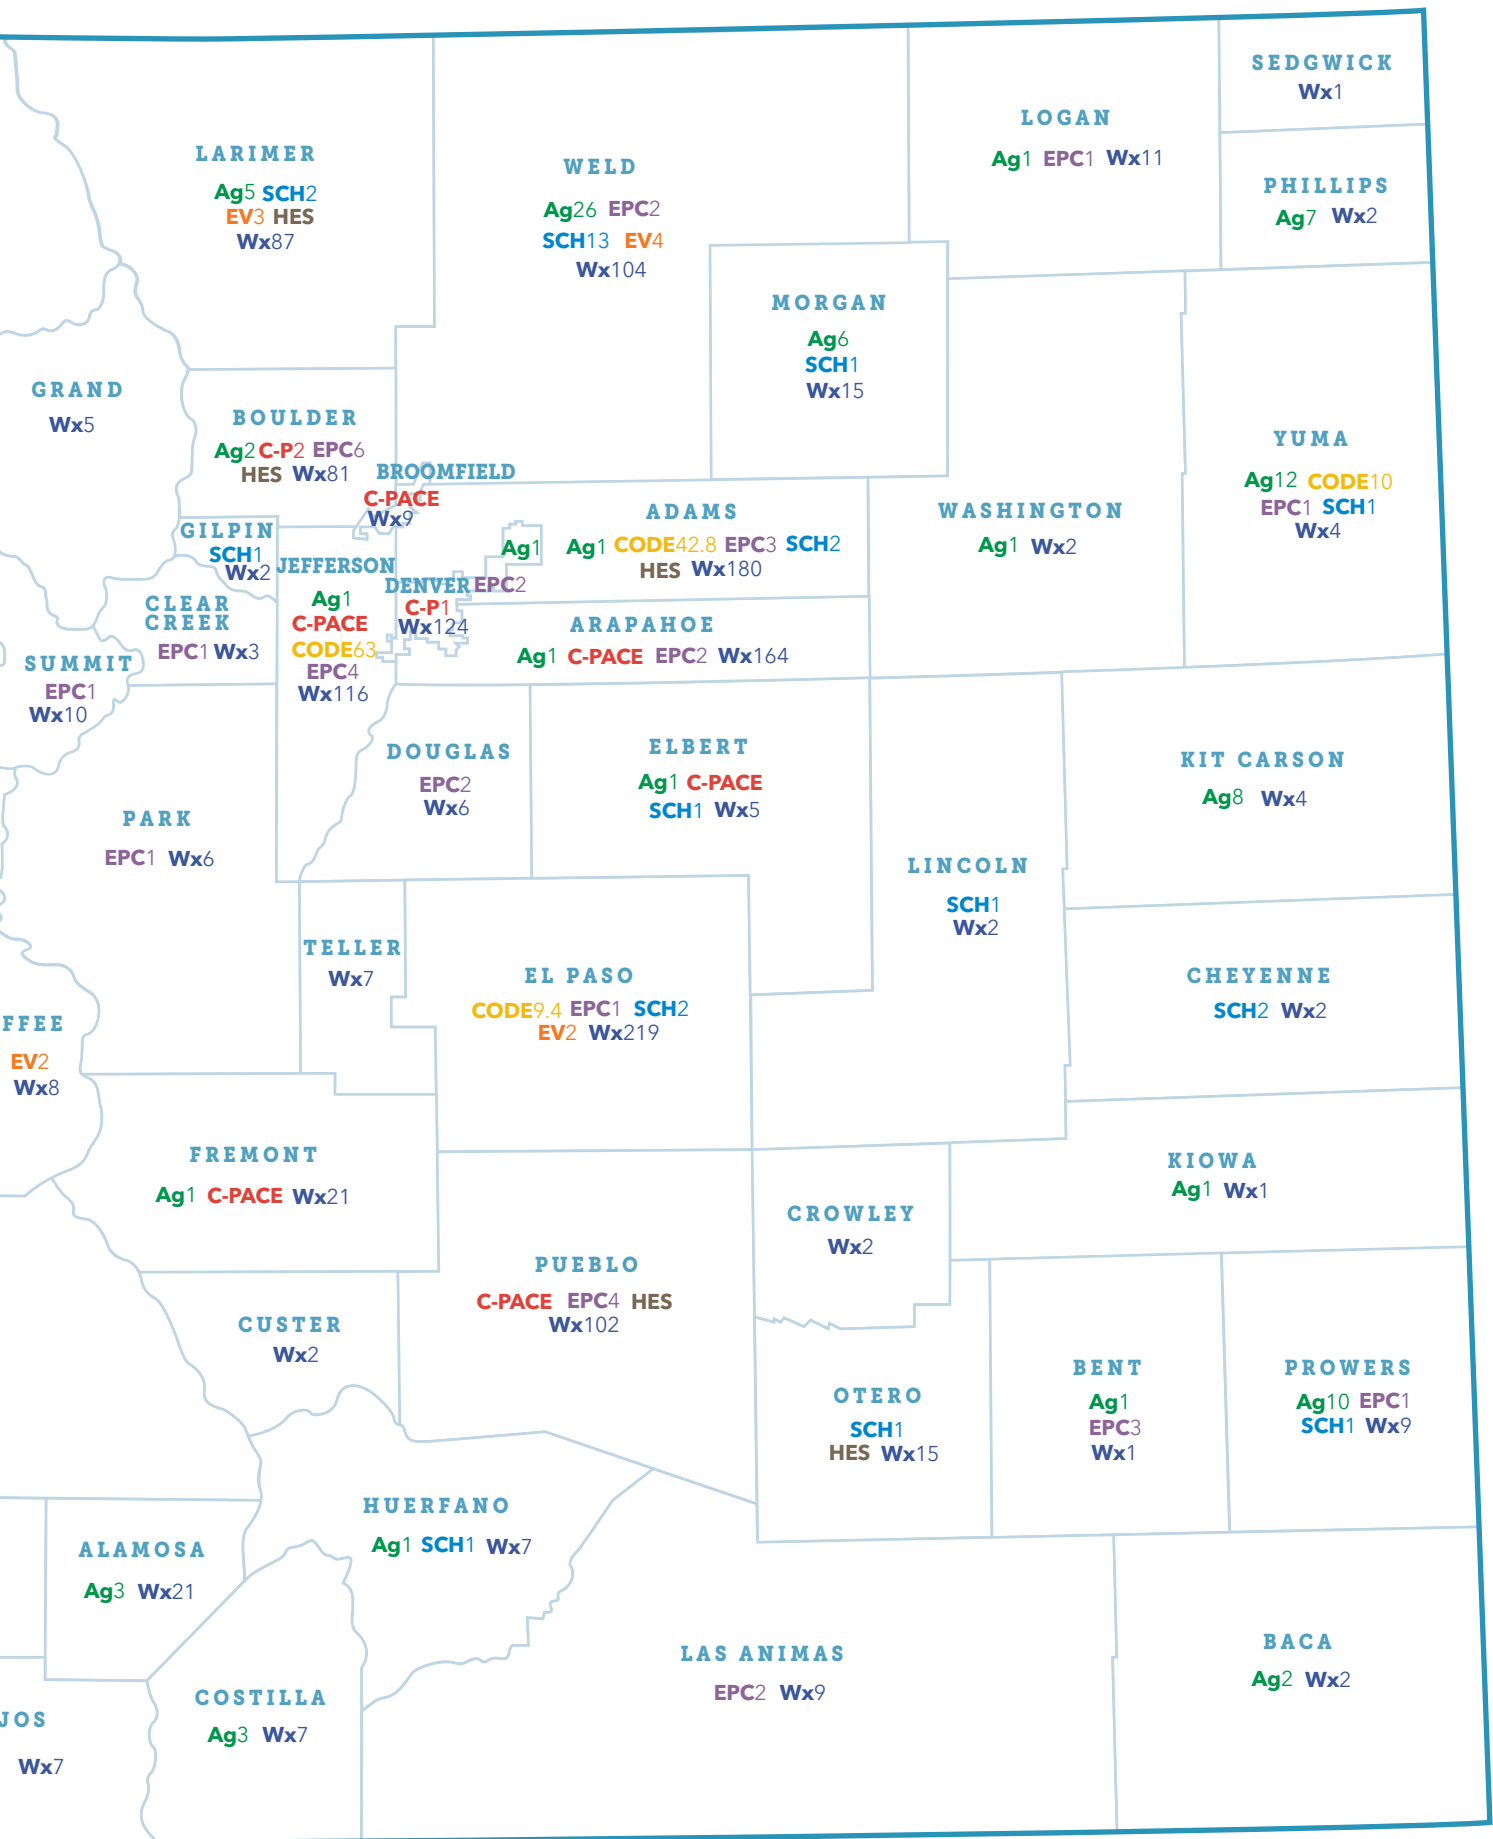 SEDGWICK
Wx1
LOGAN
Ag1 EPC1 Wx11
PHILLIPS
Ag7 Wx2
LARIMER
Ag5 SCH2
EV3 HES
Wx87
WELD
Ag26 EPC2
SCH13 EV4
Wx104
MORGAN
Ag6
SCH1
Wx15
GRAND
Wx5
BOULDER
Ag2 C-P2 EPC6
HES Wx81
BROOMFIELD
C-PACE
Wx9
YUMA
Ag12 CODE10
EPC1 SCH1
Wx4
WASHINGTON
Ag1 Wx2
ADAMS
Ag1 CODE42.8 EPC3 SCH2
HES Wx180
GILPIN
SCH1
Wx2
JEFFERSON
Ag1
C-PACE
CODE63
EPC4
Wx116
Ag1
DENVER EPC2
C-P1
Wx124
CLEAR
CREEK
EPC1 Wx3
ARAPAHOE
Ag1 C-PACE EPC2 Wx164
SUMMIT
EPC1
Wx10
DOUGLAS
EPC2
Wx6
ELBERT
Ag1 C-PACE
SCH1 Wx5
KIT CARSON
Ag8 Wx4
PARK
EPC1 Wx6
LINCOLN
SCH1
Wx2
TELLER
Wx7
EL PASO
CODE9.4 EPC1 SCH2
EV2 Wx219
CHEYENNE
SCH2 Wx2
FFEE
EV2
Wx8
FREMONT
Ag1 C-PACE Wx21
KIOWA
Ag1 Wx1
CROWLEY
Wx2
PUEBLO
C-PACE EPC4 HES
Wx102
CUSTER
Wx2
OTERO
SCH1
HES Wx15
BENT
Ag1
EPC3
Wx1
PROWERS
Ag10 EPC1
SCH1 Wx9
HUERFANO
Ag1 SCH1 Wx7
ALAMOSA
Ag3 Wx21
LAS ANIMAS
EPC2 Wx9
BACA
Ag2 Wx2
COSTILLA
Ag3 Wx7
JOS
Wx7